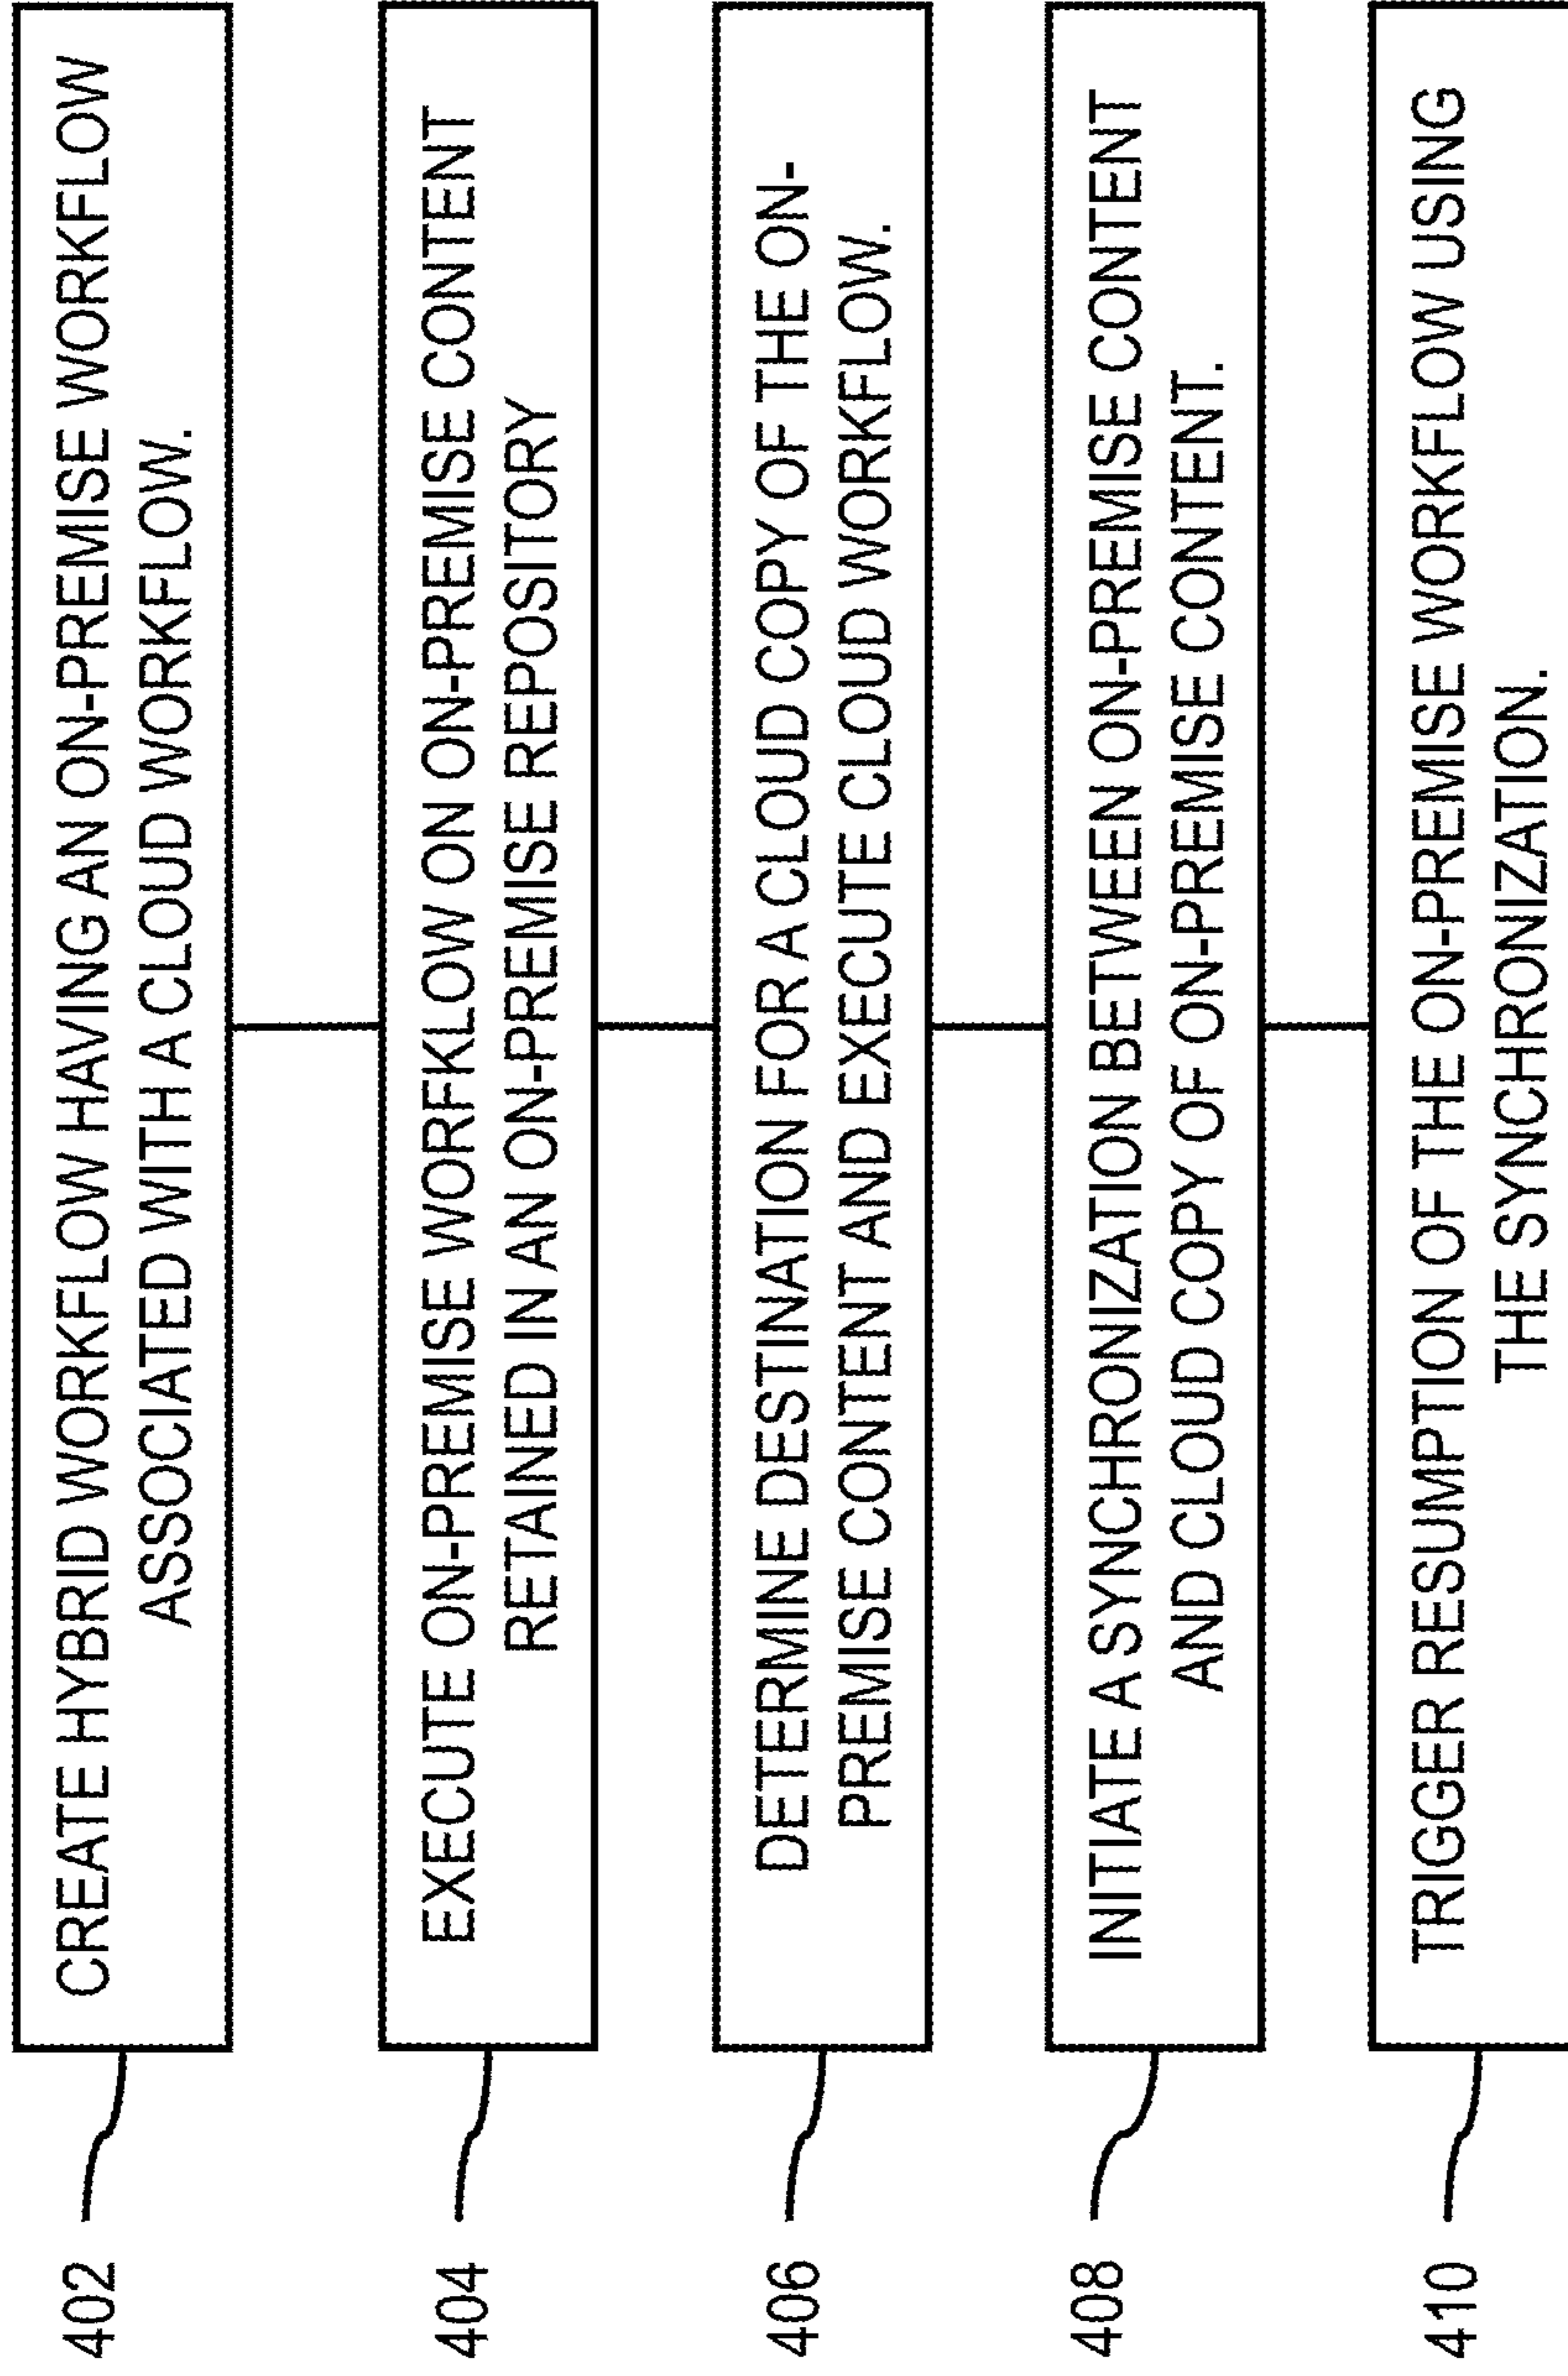 402
CREATE HYBRID WORKFLOW HAVING AN ON-PREMISE WORKFLOW
ASSOCIATED WITH A CLOUD WORKFLOW.
404
EXECUTE ON-PREMISE WORFKLOW ON ON-PREMISE CONTENT
RETAINED IN AN ON-PREMISE REPOSITORY
406
DETERMINE DESTINATION FOR A CLOUD COPY OF THE ON-
PREMISE CONTENT AND EXECUTE CLOUD WORKFLOW.
408
INITIATE A SYNCHRONIZATION BETWEEN ON-PREMISE CONTENT
AND CLOUD COPY OF ON-PREMISE CONTENT.
410
TRIGGER RESUMPTION OF THE ON-PREMISE WORKFLOW USING
THE SYNCHRONIZATION.